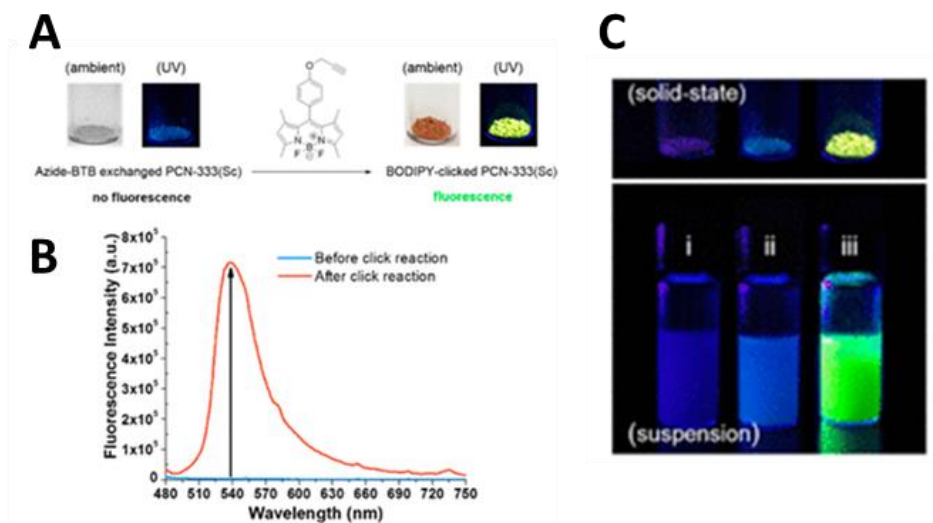 A
(ambient)
(UV)
(ambient)
(UV)
O
N
N
B
F
F
Azide-BTB exchanged PCN-333(Sc)
BODIPY-clicked PCN-333(Sc)
no fluorescence
fluorescence
B
Fluorescence Intensity (a.u.)
8x10⁵
7x10⁵
6x10⁵
5x10⁵
4x10⁵
3x10⁵
2x10⁵
1x10⁵
0
Before click reaction
After click reaction
480 510 540 570 600 630 660 690 720 750
Wavelength (nm)
C
(solid-state)
i ii iii
(suspension)